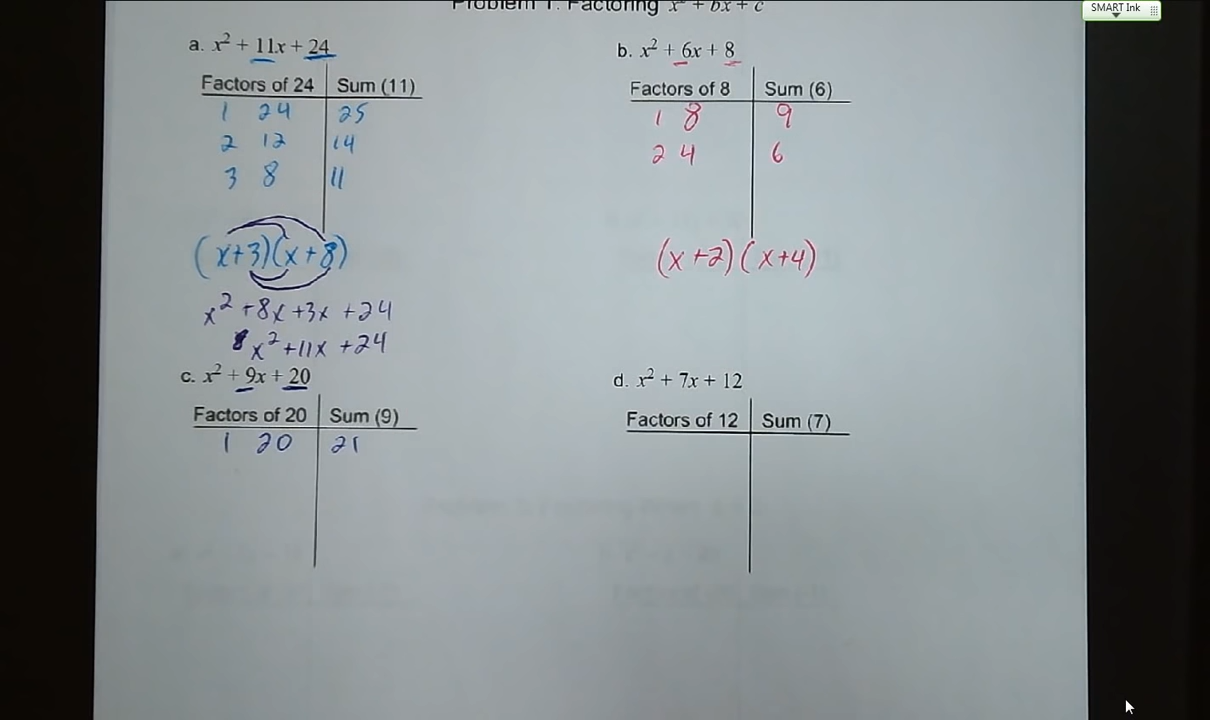 Problem 1: Factoring x² + bx + c
SMART Ink
a. x² + 11x + 24
Factors of 24 Sum (11)
1 24 25
2 12 14
3 8 11
(x+3)(x+8)
x² +8x +3x +24
x² +11x +24
b. x² + 6x + 8
Factors of 8 Sum (6)
1 8 9
2 4 6
(x+2)(x+4)
c. x² + 9x + 20
Factors of 20 Sum (9)
1 20 21
d. x² + 7x + 12
Factors of 12 Sum (7)